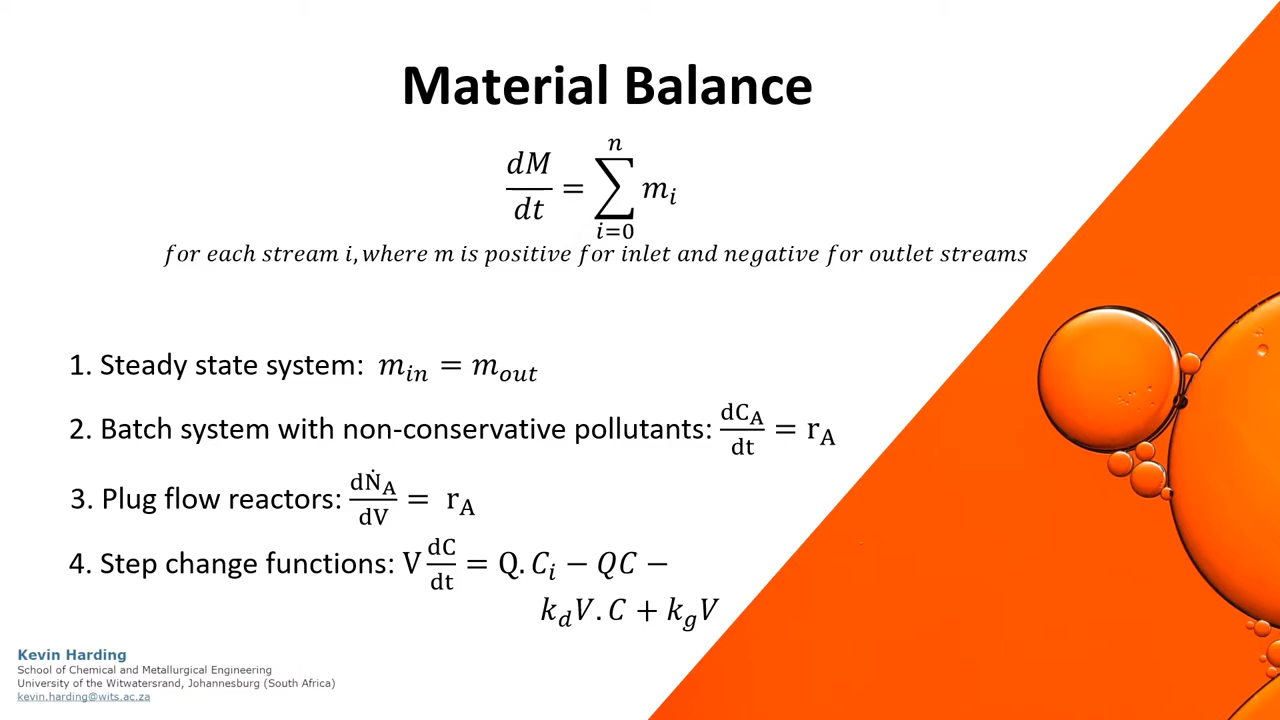 Material Balance
dM/dt = ∑_{i=0}^{n} m_i
for each stream i, where m is positive for inlet and negative for outlet streams
1. Steady state system: m_in = m_out
2. Batch system with non-conservative pollutants: dC_A/dt = r_A
3. Plug flow reactors: dṄ_A/dV = r_A
4. Step change functions: V dC/dt = Q. C_i − QC −
k_d V. C + k_g V
Kevin Harding
School of Chemical and Metallurgical Engineering
University of the Witwatersrand, Johannesburg (South Africa)
kevin.harding@wits.ac.za